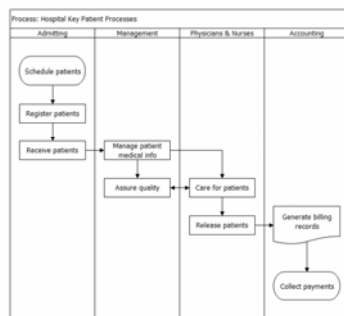 Process: Hospital Key Patient Processes
Admitting
Management
Physicians & Nurses
Accounting
Schedule patients
Register patients
Receive patients
Manage patient
medical info
Assure quality
Care for patients
Release patients
Generate billing
records
Collect payments